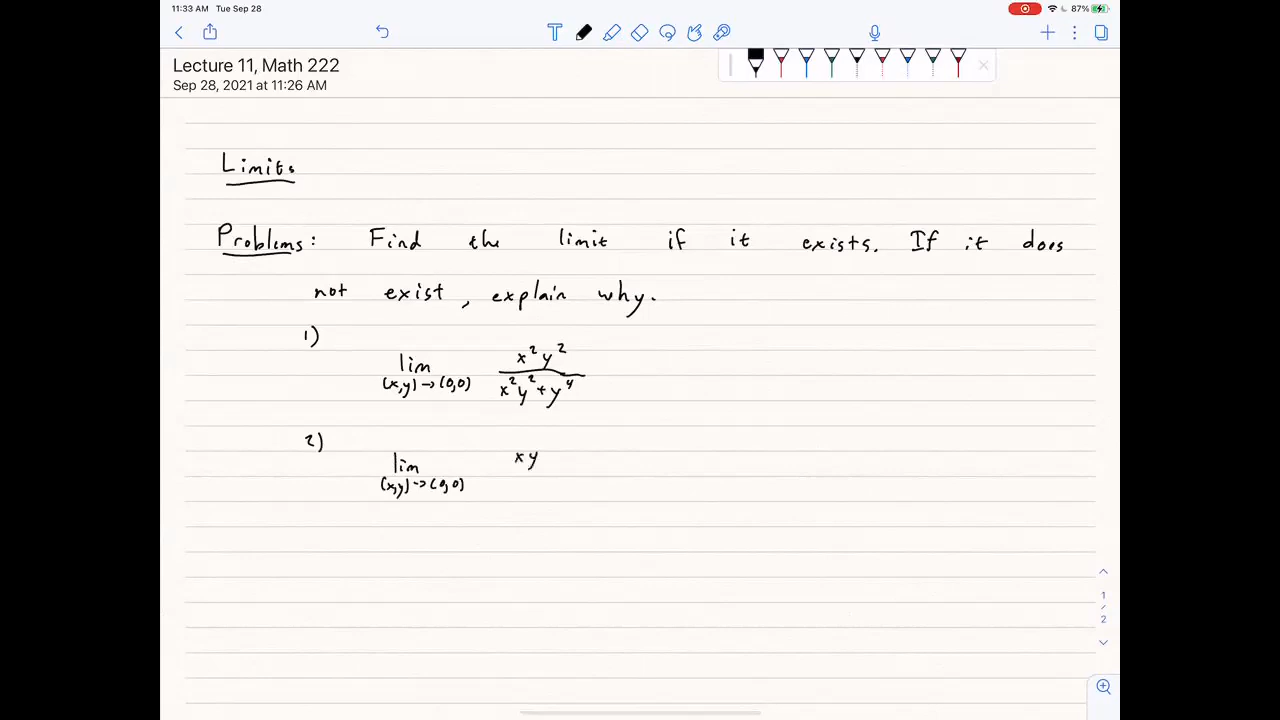 11:33 AM Tue Sep 28
87%
Lecture 11, Math 222
Sep 28, 2021 at 11:26 AM
Limits
Problems: Find the limit if it exists. If it does
not exist, explain why.
1)
lim (x,y)→(0,0) x²y² / x²y²+y⁴
2)
lim (x,y)→(0,0) xy
1
/
2